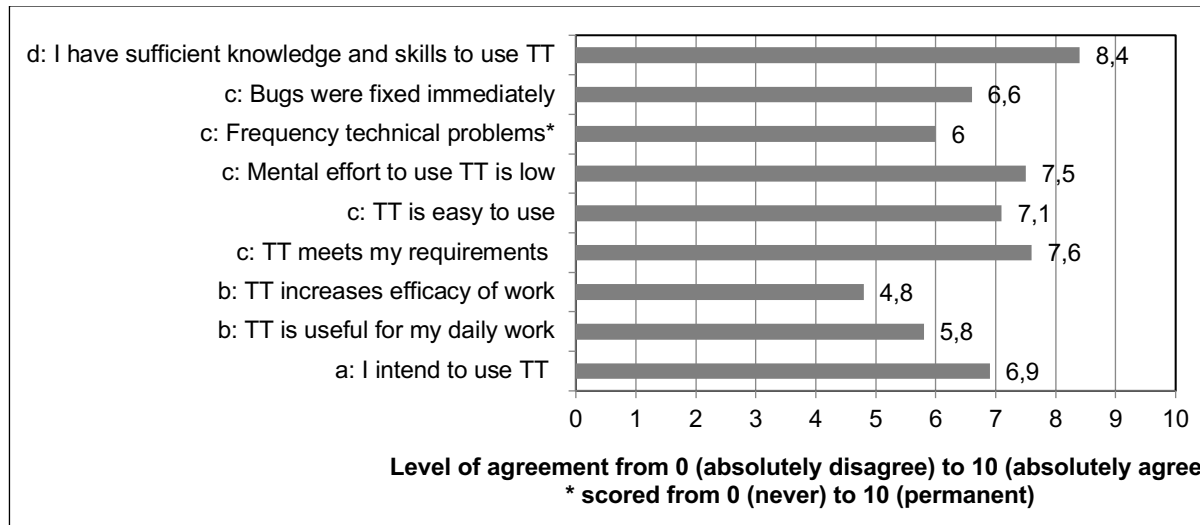 d: I have sufficient knowledge and skills to use TT
8,4
c: Bugs were fixed immediately
6,6
c: Frequency technical problems*
6
c: Mental effort to use TT is low
7,5
c: TT is easy to use
7,1
c: TT meets my requirements
7,6
b: TT increases efficacy of work
4,8
b: TT is useful for my daily work
5,8
a: I intend to use TT
6,9
0 1 2 3 4 5 6 7 8 9 10
Level of agreement from 0 (absolutely disagree) to 10 (absolutely agree
* scored from 0 (never) to 10 (permanent)